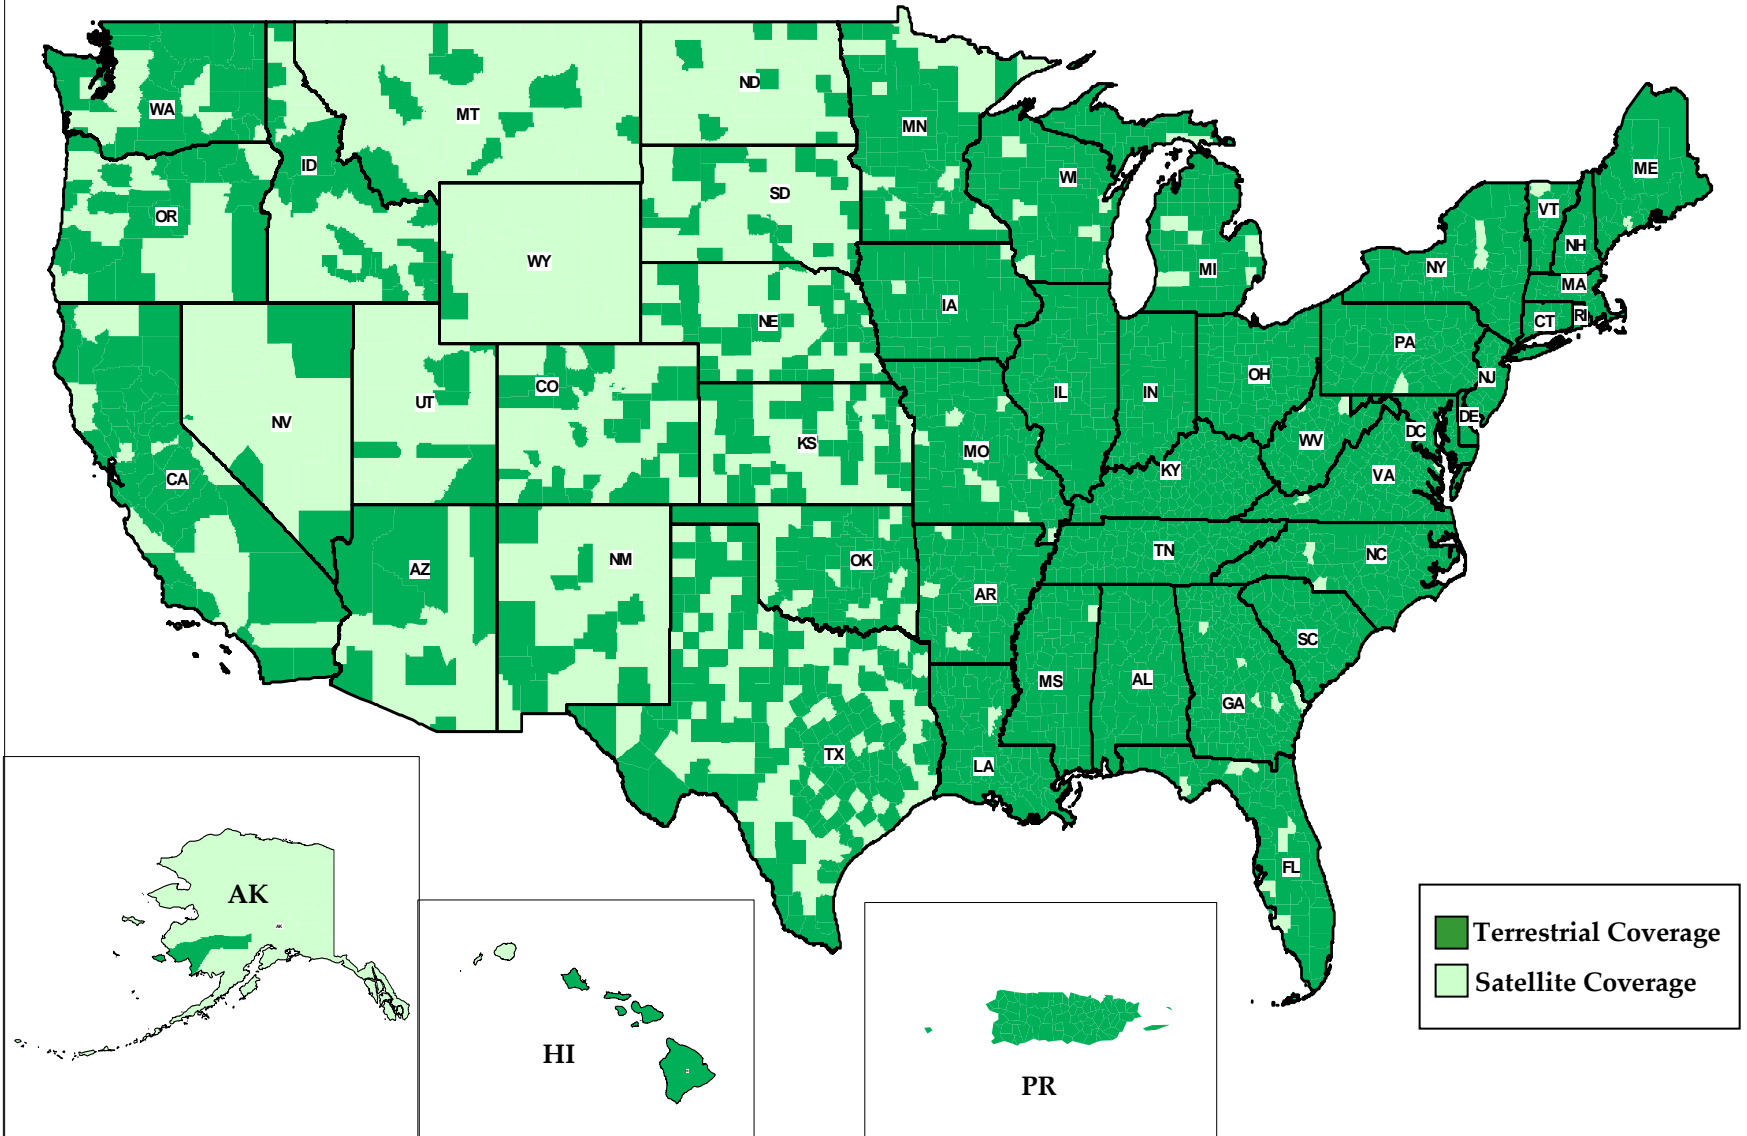 WA
MT
ND
MN
ID
OR
SD
WI
WY
MI
ME
VT
NH
NY
MA
CT
RI
IA
NE
PA
NJ
OH
DE
DC
WV
VA
NV
UT
CO
KS
MO
IL
IN
KY
CA
AZ
NM
OK
AR
TN
NC
SC
MS
AL
GA
TX
LA
FL
AK
AK
HI
PR
Terrestrial Coverage
Satellite Coverage